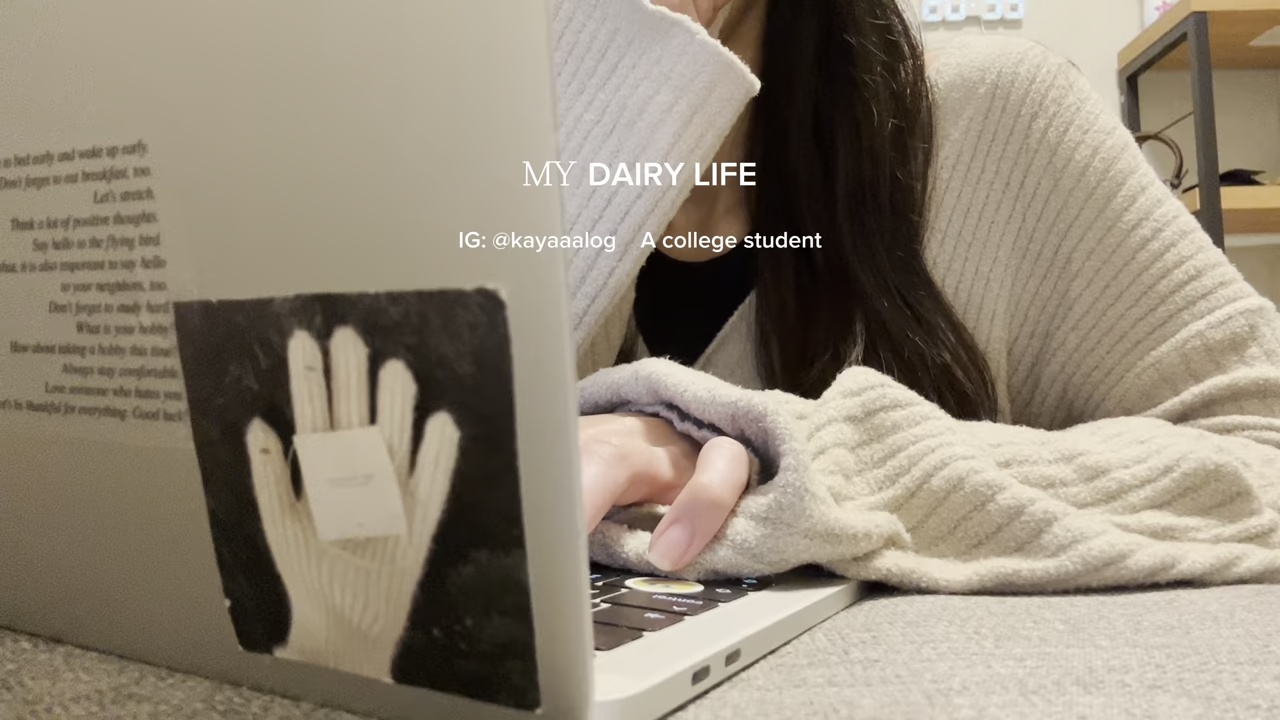 MY DAIRY LIFE
IG: @kayaaalog A college student
to bed early and wake up early.
Don't forget to eat breakfast, too.
Let's stretch.
Think a lot of positive thoughts.
Say hello to the flying bird.
that, it is also important to say hello
to your neighbors, too.
Don't forget to study hard
What is your hobby?
How about taking a hobby this time
Always stay comfortable
Love someone who hates you
let's be thankful for everything. Good luck
control